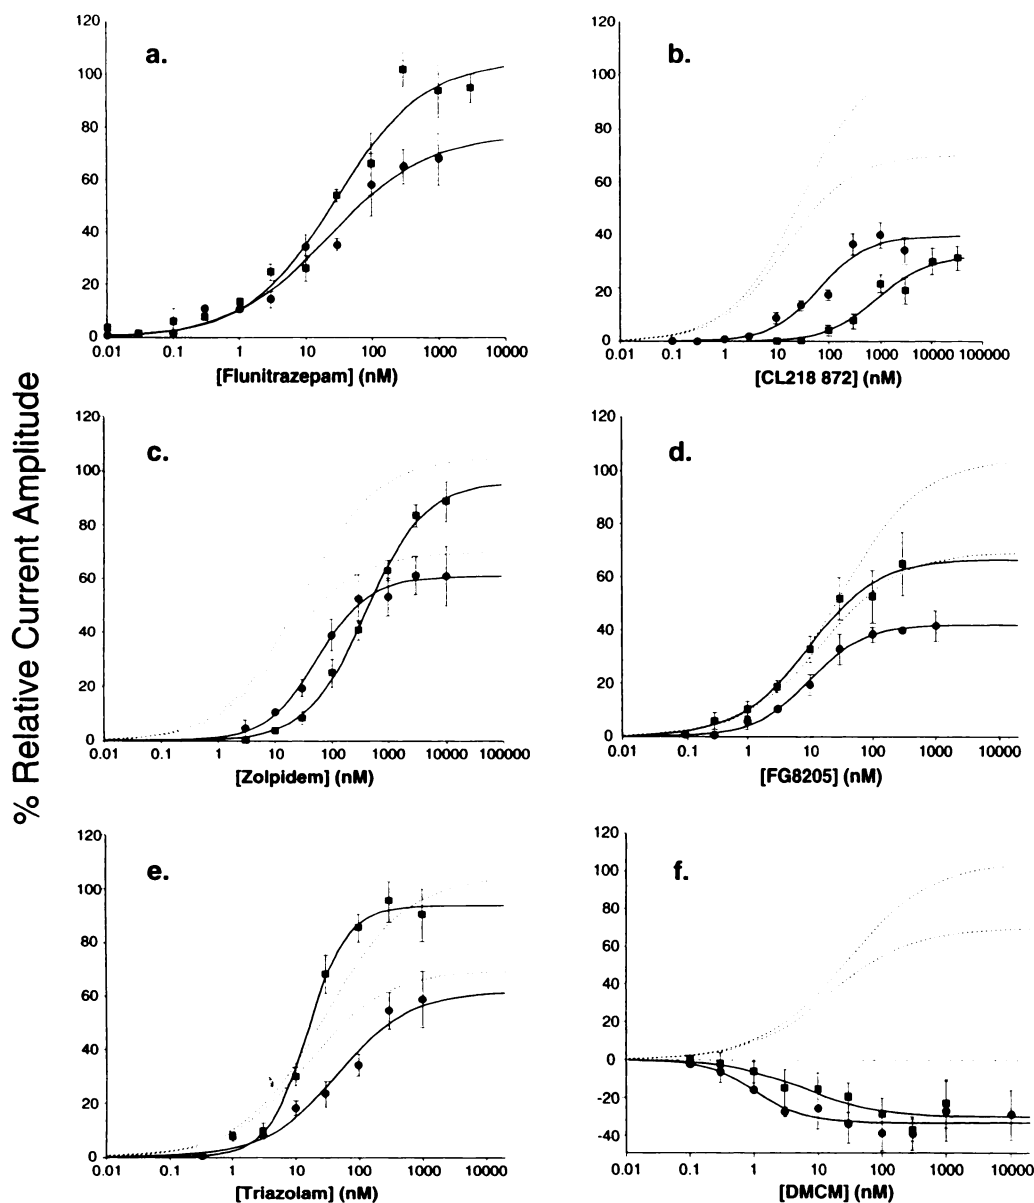 % Relative Current Amplitude
a.
120
100
80
60
40
20
0
0.01 0.1 1 10 100 1000 10000
[Flunitrazepam] (nM)
b.
120
100
80
60
40
20
0
0.01 0.1 1 10 100 1000 10000 100000
[CL218 872] (nM)
c.
120
100
80
60
40
20
0
0.01 0.1 1 10 100 1000 10000 100000
[Zolpidem] (nM)
d.
120
100
80
60
40
20
0
0.01 0.1 1 10 100 1000 10000
[FG8205] (nM)
e.
120
100
80
60
40
20
0
0.01 0.1 1 10 100 1000 10000
[Triazolam] (nM)
f.
120
100
80
60
40
20
0
-20
-40
0.01 0.1 1 10 100 1000 10000
[DMCM] (nM)